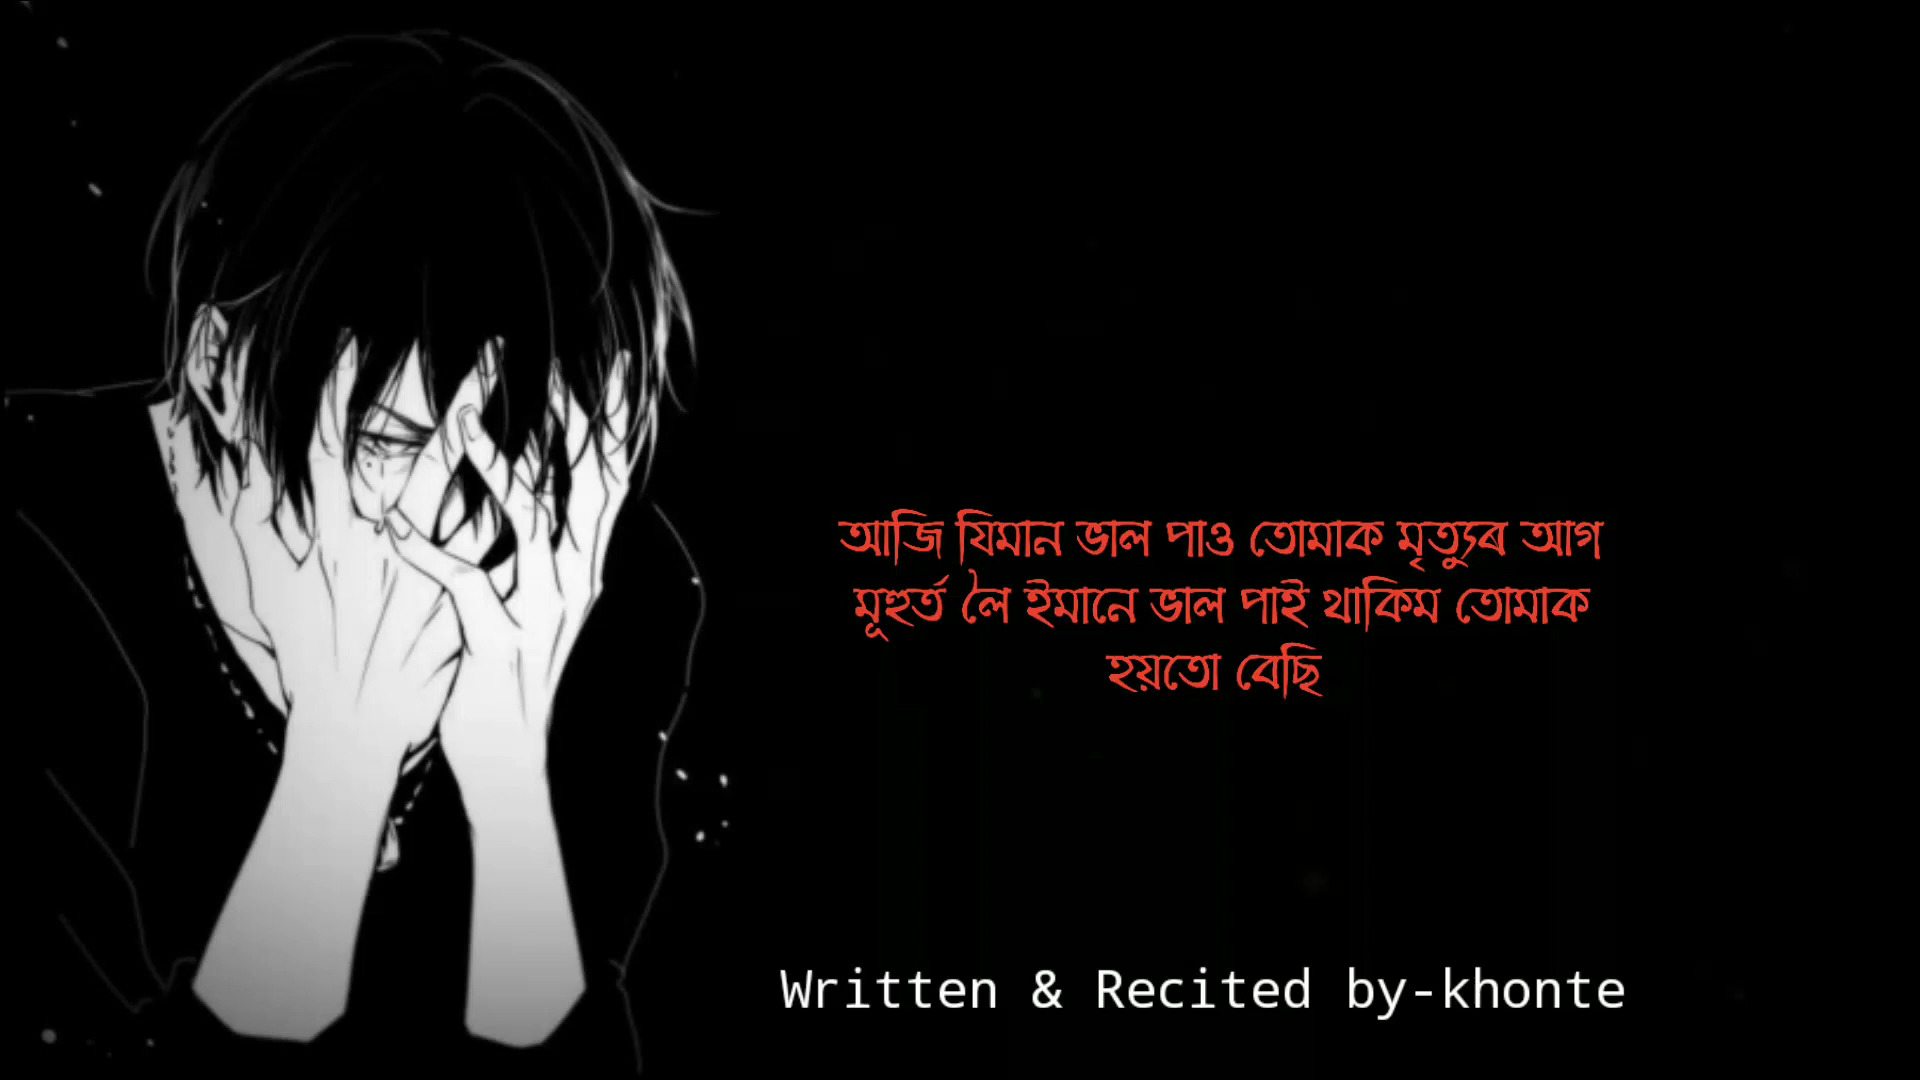 আজি যিমান ভাল পাও তোমাক মৃত্যুৰ আগ
মূহুৰ্ত লৈ ইমানে ভাল পাই থাকিম তোমাক
হয়তো বেছি
Written & Recited by-khonte